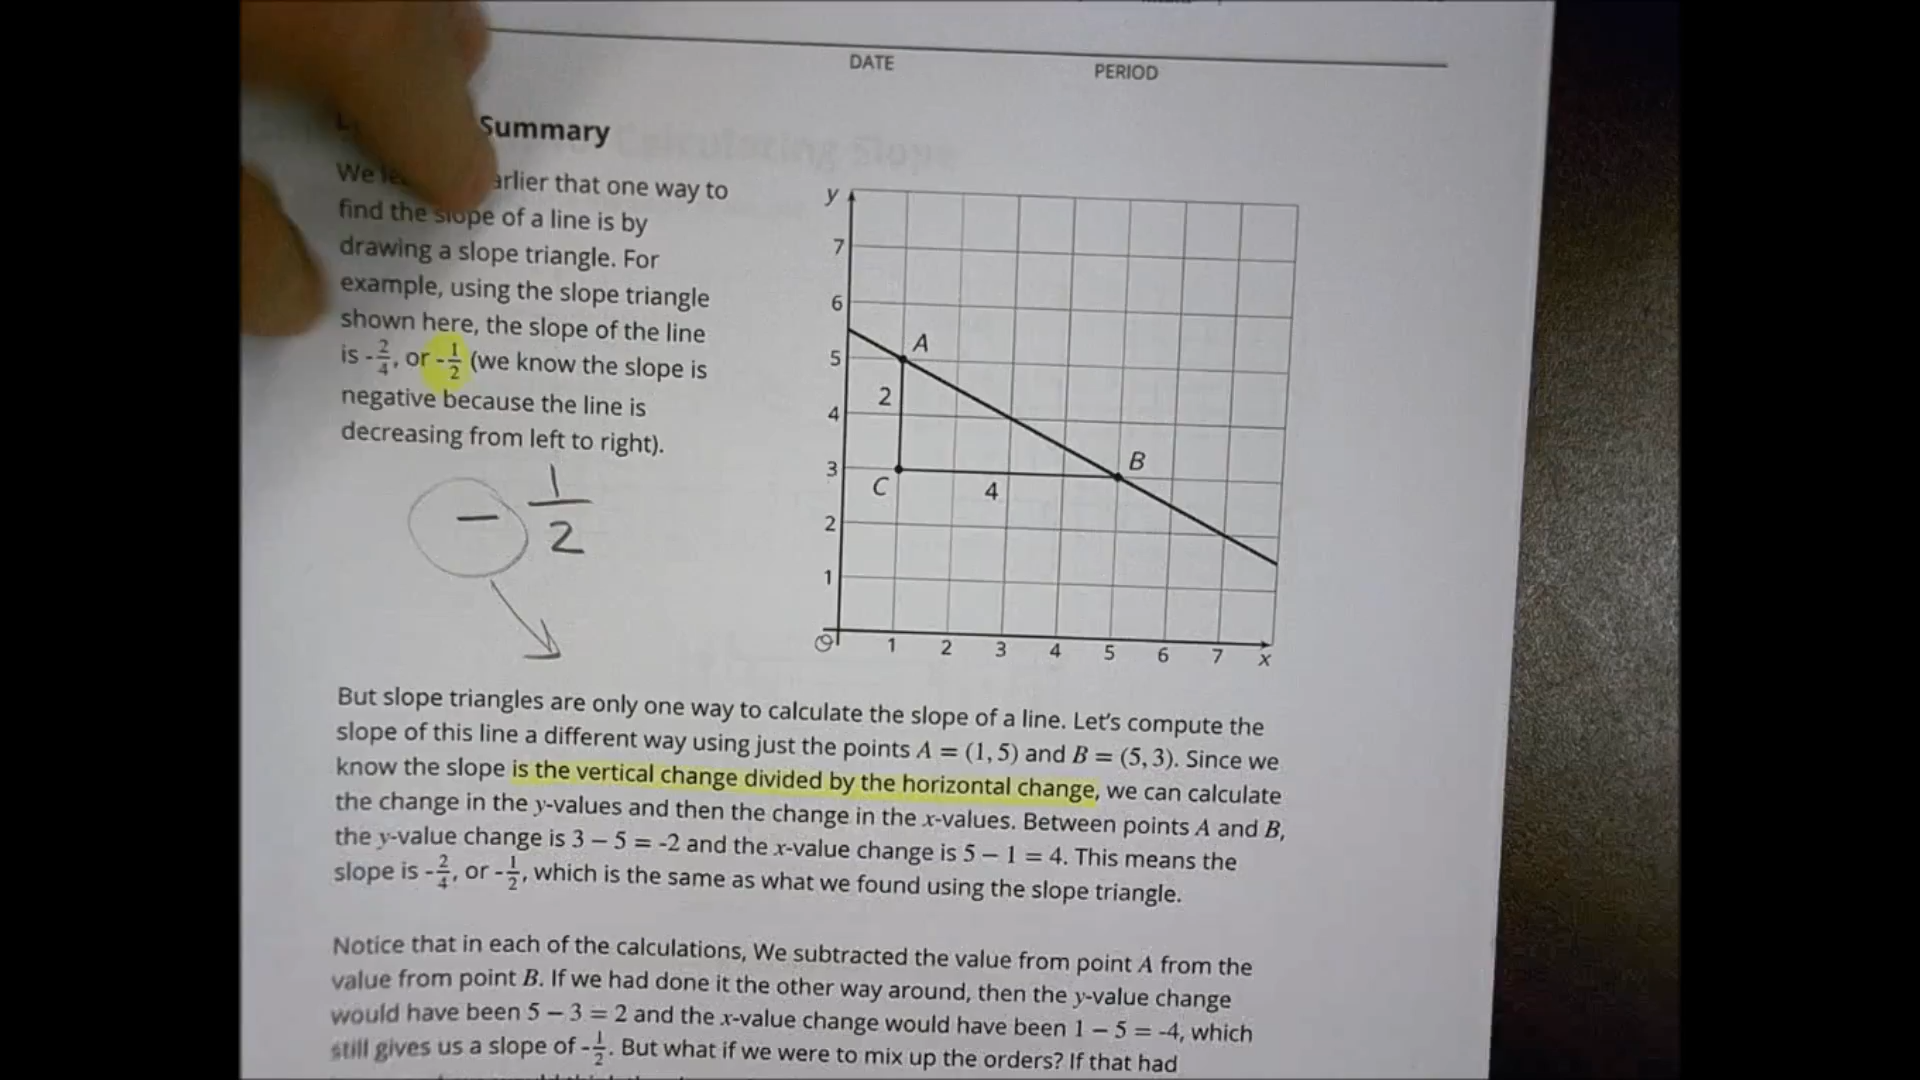 DATE
PERIOD
Summary
We arlier that one way to
find the slope of a line is by
drawing a slope triangle. For
example, using the slope triangle
shown here, the slope of the line
is -2/4, or -1/2 (we know the slope is
negative because the line is
decreasing from left to right).
- 1/2
y
7
6
5
4
3
2
1
A
2
B
C
4
O
1 2 3 4 5 6 7 x
But slope triangles are only one way to calculate the slope of a line. Let's compute the
slope of this line a different way using just the points A = (1, 5) and B = (5, 3). Since we
know the slope is the vertical change divided by the horizontal change, we can calculate
the change in the y-values and then the change in the x-values. Between points A and B,
the y-value change is 3 – 5 = -2 and the x-value change is 5 – 1 = 4. This means the
slope is -2/4, or -1/2, which is the same as what we found using the slope triangle.
Notice that in each of the calculations, We subtracted the value from point A from the
value from point B. If we had done it the other way around, then the y-value change
would have been 5 – 3 = 2 and the x-value change would have been 1 – 5 = -4, which
still gives us a slope of -1/2. But what if we were to mix up the orders? If that had